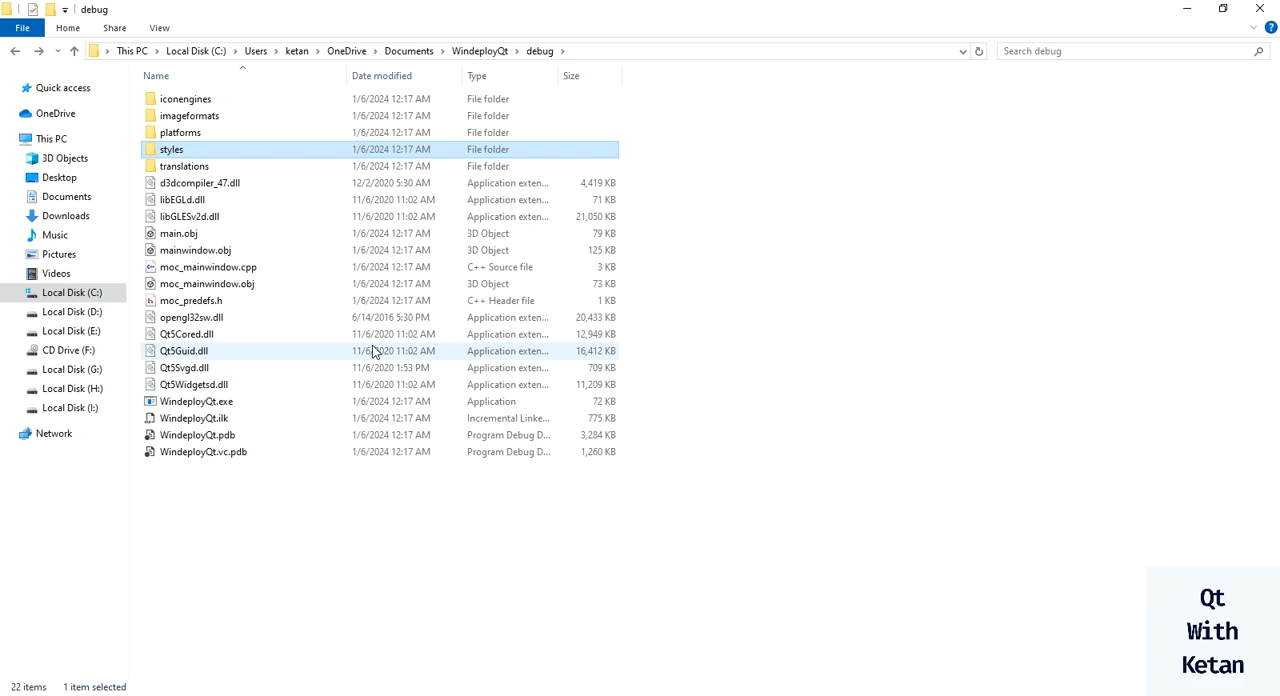 debug
File Home Share View
This PC Local Disk (C:) Users ketan OneDrive Documents WindeployQt debug Search debug
Name Date modified Type Size
Quick access
OneDrive
This PC
3D Objects
Desktop
Documents
Downloads
Music
Pictures
Videos
Local Disk (C:)
Local Disk (D:)
Local Disk (E:)
CD Drive (F:)
Local Disk (G:)
Local Disk (H:)
Local Disk (I:)
Network
iconengines 1/6/2024 12:17 AM File folder
imageformats 1/6/2024 12:17 AM File folder
platforms 1/6/2024 12:17 AM File folder
styles 1/6/2024 12:17 AM File folder
translations 1/6/2024 12:17 AM File folder
d3dcompiler_47.dll 12/2/2020 5:30 AM Application exten... 4,419 KB
libEGLd.dll 11/6/2020 11:02 AM Application exten... 71 KB
libGLESv2d.dll 11/6/2020 11:02 AM Application exten... 21,050 KB
main.obj 1/6/2024 12:17 AM 3D Object 79 KB
mainwindow.obj 1/6/2024 12:17 AM 3D Object 125 KB
moc_mainwindow.cpp 1/6/2024 12:17 AM C++ Source file 3 KB
moc_mainwindow.obj 1/6/2024 12:17 AM 3D Object 73 KB
moc_predefs.h 1/6/2024 12:17 AM C++ Header file 1 KB
opengl32sw.dll 6/14/2016 5:30 PM Application exten... 20,433 KB
Qt5Cored.dll 11/6/2020 11:02 AM Application exten... 12,949 KB
Qt5Guid.dll 11/6/2020 11:02 AM Application exten... 16,412 KB
Qt5Svgd.dll 11/6/2020 1:53 PM Application exten... 709 KB
Qt5Widgetsd.dll 11/6/2020 11:02 AM Application exten... 11,209 KB
WindeployQt.exe 1/6/2024 12:17 AM Application 72 KB
WindeployQt.ilk 1/6/2024 12:17 AM Incremental Linke... 775 KB
WindeployQt.pdb 1/6/2024 12:17 AM Program Debug D... 3,284 KB
WindeployQt.vc.pdb 1/6/2024 12:17 AM Program Debug D... 1,260 KB
Qt
With
Ketan
22 items 1 item selected